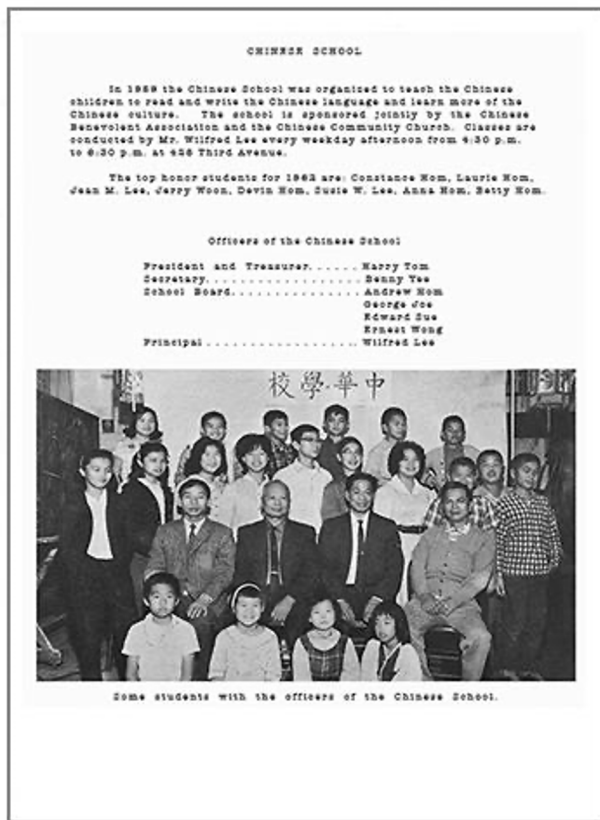 CHINESE SCHOOL
In 1959 the Chinese School was organized to teach the Chinese
children to read and write the Chinese language and learn more of the
Chinese culture. The school is sponsored jointly by the Chinese
Benevolent Association and the Chinese Community Church. Classes are
conducted by Mr. Wilfred Lee every weekday afternoon from 4:30 p.m.
to 6:30 p.m. at 428 Third Avenue.
The top honor students for 1962 are: Constance Hom, Laurie Hom,
Jean M. Lee, Jerry Woon, Devin Hom, Susie W. Lee, Anna Hom, Betty Hom.
Officers of the Chinese School
President and Treasurer...... Harry Tom
Secretary.................. Benny Yee
School Board............... Andrew Hom
George Joe
Edward Sue
Ernest Wong
Principal.................. Wilfred Lee
校學華中
Some students with the officers of the Chinese School.